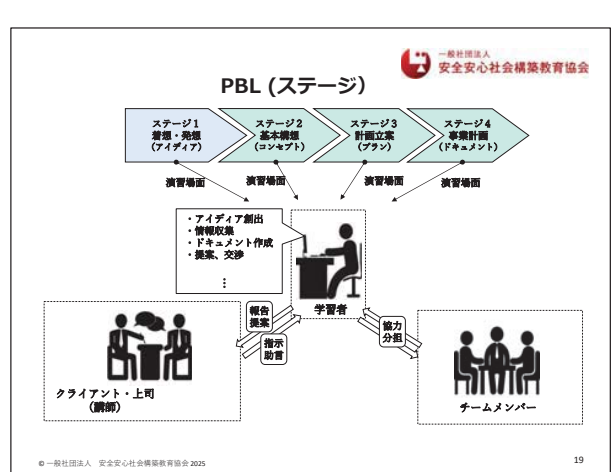 一般社団法人
安全安心社会構築教育協会
PBL (ステージ）
ステージ１
着想・発想
(アイディア)
ステージ２
基本構想
(コンセプト)
ステージ３
計画立案
(プラン)
ステージ４
事業計画
(ドキュメント)
演習場面
演習場面
演習場面
演習場面
・アイディア創出
・情報収集
・ドキュメント作成
・提案、交渉
⋮
学習者
報告
提案
指示
助言
協力
分担
クライアント・上司
(講師)
チームメンバー
© 一般社団法人　安全安心社会構築教育協会 2025
19